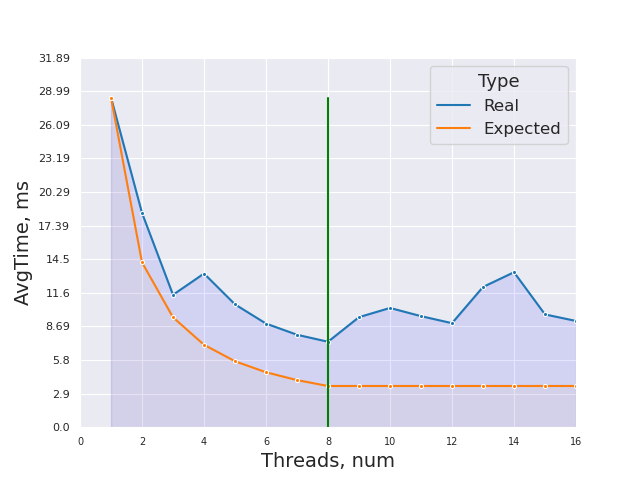 31.89
28.99
26.09
23.19
20.29
17.39
14.5
11.6
8.69
5.8
2.9
0.0
AvgTime, ms
Type
Real
Expected
0 2 4 6 8 10 12 14 16
Threads, num